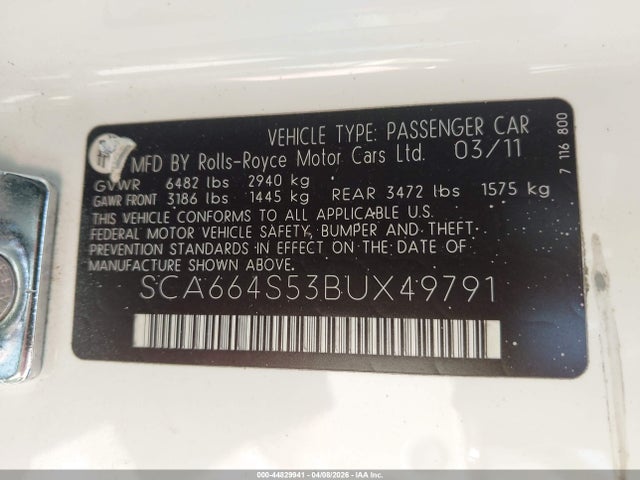 VEHICLE TYPE: PASSENGER CAR
MFD BY Rolls-Royce Motor Cars Ltd. 03/11
GVWR 6482 lbs 2940 kg
GAWR FRONT 3186 lbs 1445 kg REAR 3472 lbs 1575 kg
THIS VEHICLE CONFORMS TO ALL APPLICABLE U.S.
FEDERAL MOTOR VEHICLE SAFETY, BUMPER AND THEFT
PREVENTION STANDARDS IN EFFECT ON THE DATE OF
MANUFACTURE SHOWN ABOVE.
SCA664S53BUX49791
7 116 800
000-44829941 - 04/08/2026 - IAA Inc.